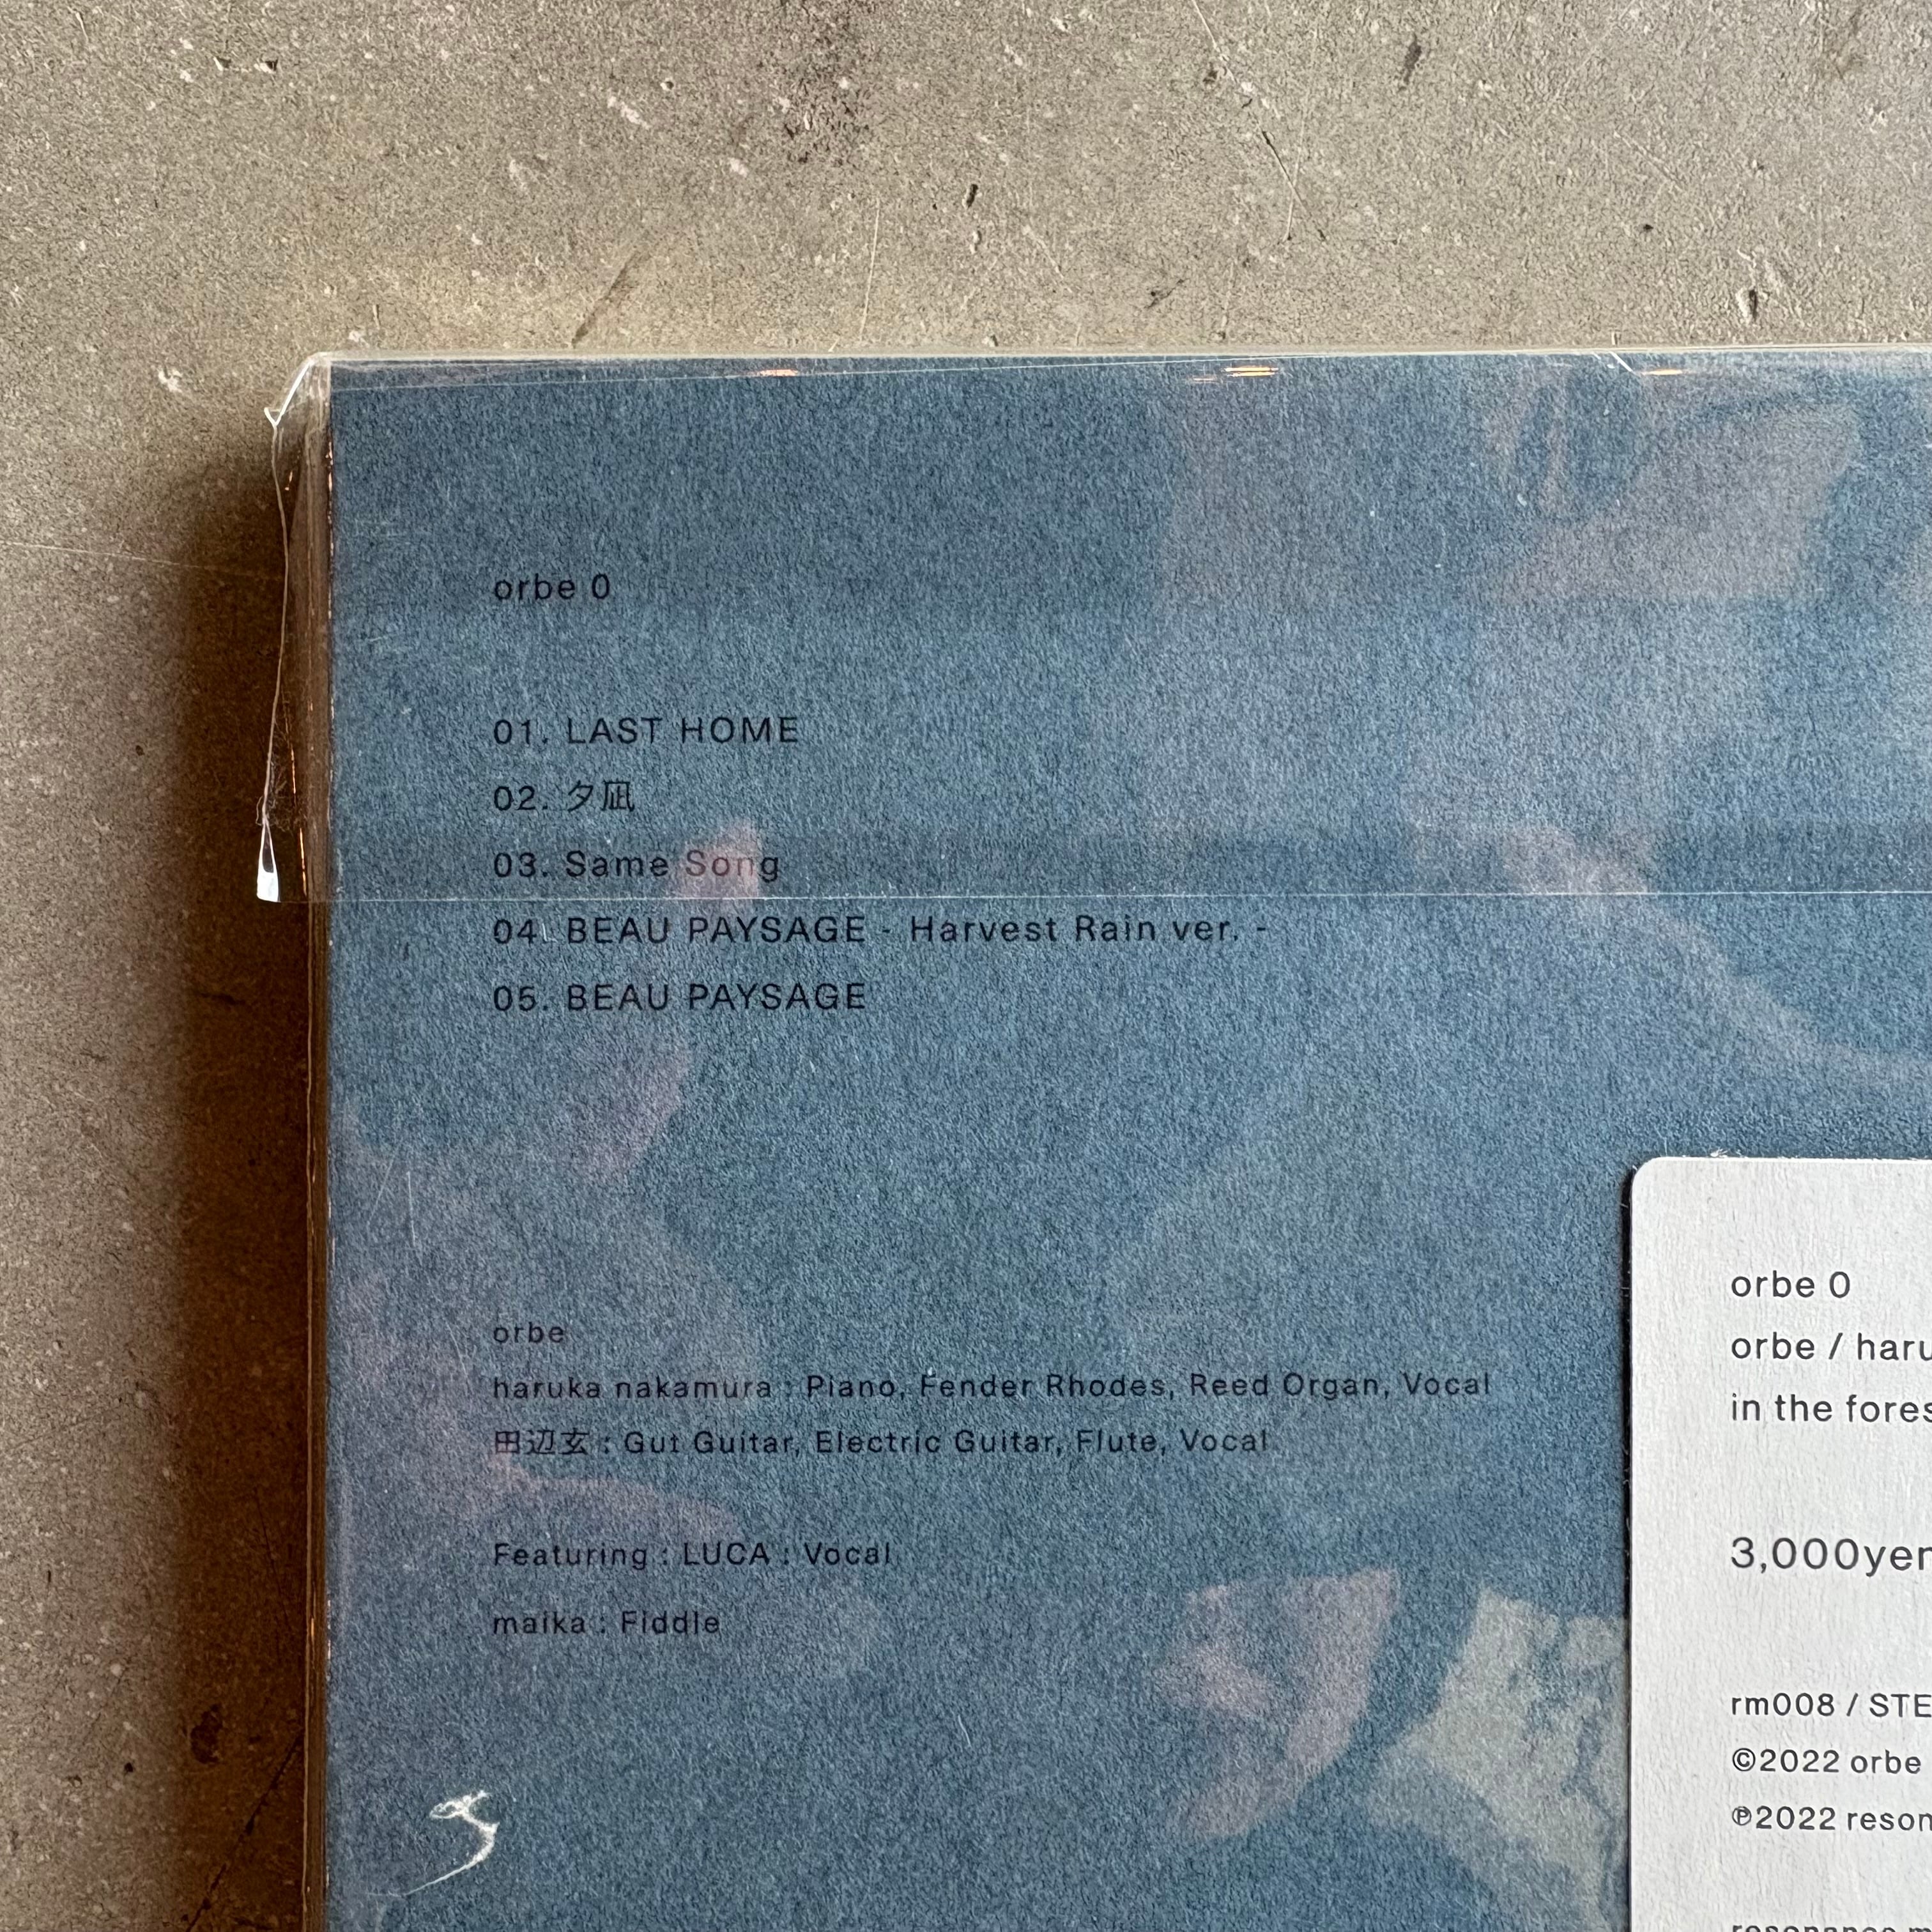 orbe 0
01. LAST HOME
02. 夕凪
03. Same Song
04. BEAU PAYSAGE - Harvest Rain ver. -
05. BEAU PAYSAGE
orbe
haruka nakamura : Piano, Fender Rhodes, Reed Organ, Vocal
田辺玄 : Gut Guitar, Electric Guitar, Flute, Vocal
Featuring : LUCA : Vocal
maika : Fiddle
orbe 0
orbe / haru
in the fores
3,000yen
rm008 / STE
©2022 orbe
℗2022 reson